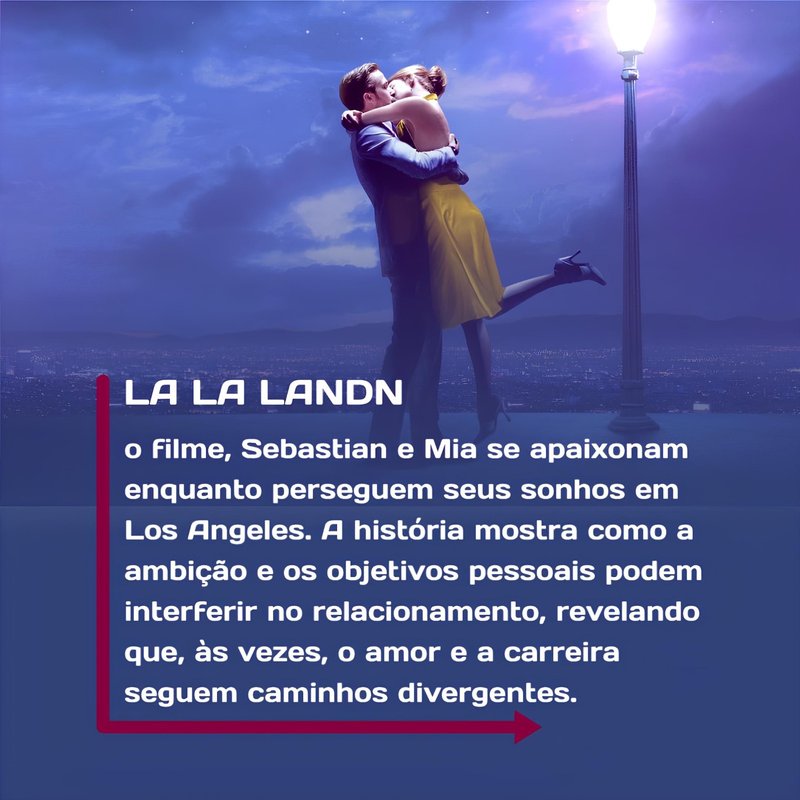 LA LA LANDN
o filme, Sebastian e Mia se apaixonam
enquanto perseguem seus sonhos em
Los Angeles. A história mostra como a
ambição e os objetivos pessoais podem
interferir no relacionamento, revelando
que, às vezes, o amor e a carreira
seguem caminhos divergentes.